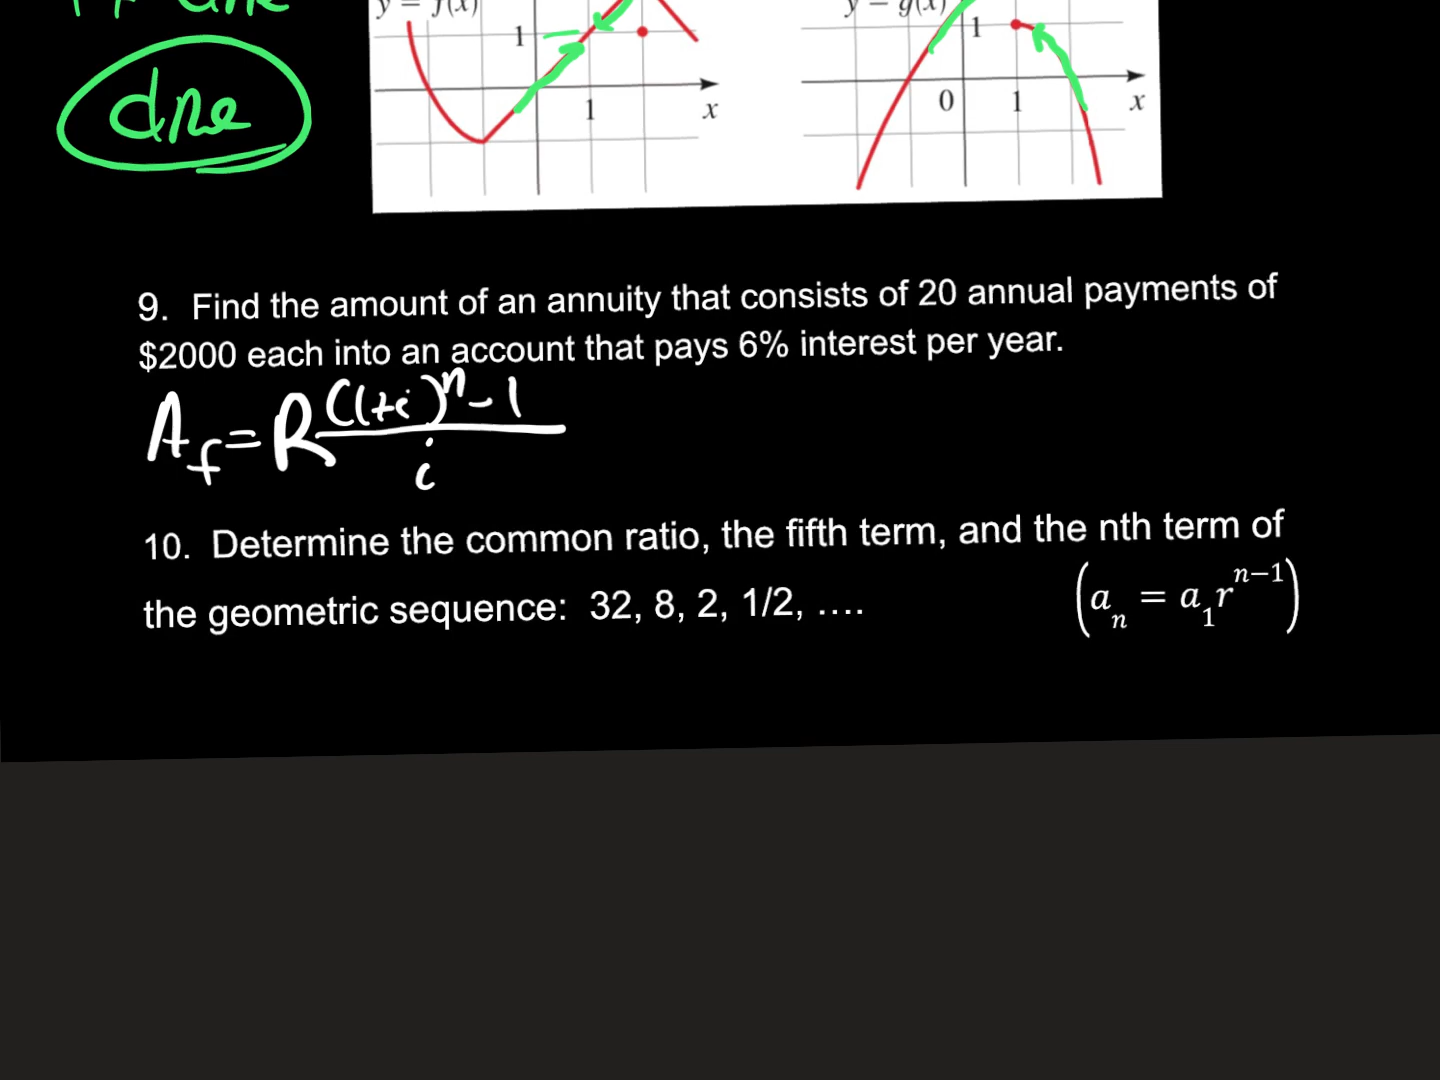 y = f(x)
y = g(x)
1
1
dne
1
x
0
1
x
9. Find the amount of an annuity that consists of 20 annual payments of
$2000 each into an account that pays 6% interest per year.
A_f = R ((1+i)^n - 1)/i
10. Determine the common ratio, the fifth term, and the nth term of
the geometric sequence: 32, 8, 2, 1/2, .... (a_n = a_1 r^{n−1})